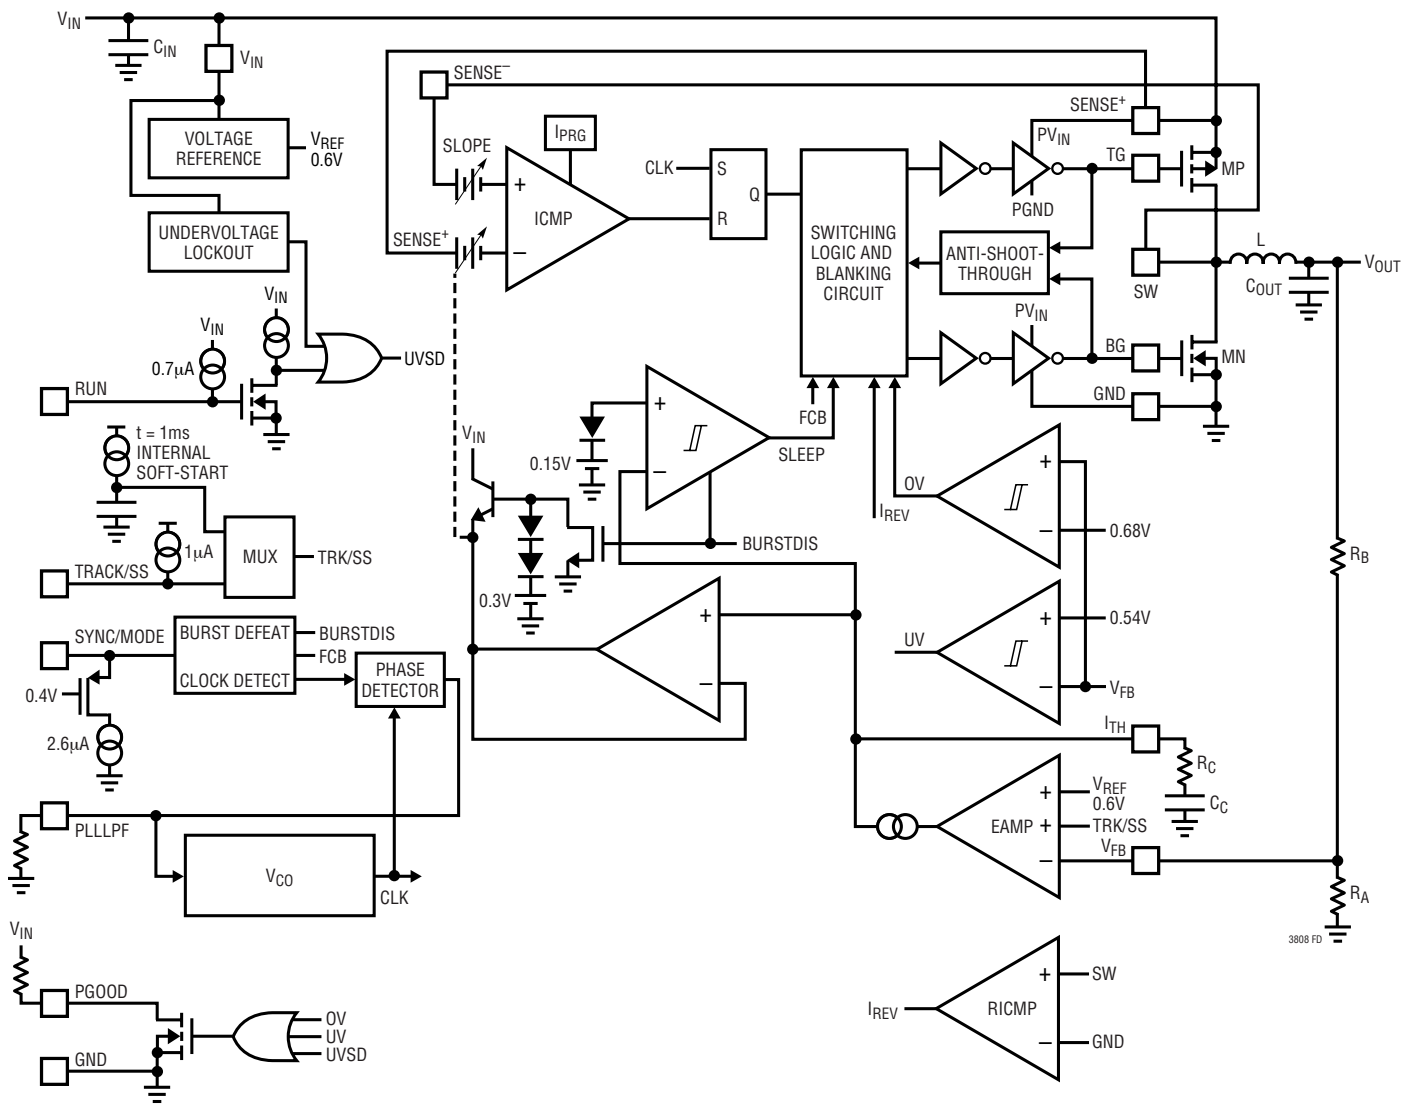 VIN
CIN
VIN
VOLTAGE
REFERENCE
VREF
0.6V
UNDERVOLTAGE
LOCKOUT
VIN
VIN
0.7μA
UVSD
RUN
t = 1ms
INTERNAL
SOFT-START
1μA
MUX
TRK/SS
TRACK/SS
SYNC/MODE
BURST DEFEAT
BURSTDIS
FCB
CLOCK DETECT
PHASE
DETECTOR
0.4V
2.6μA
PLLLPF
VCO
CLK
VIN
PGOOD
OV
UV
UVSD
GND
SENSE–
SLOPE
IPRG
+
ICMP
SENSE+
–
CLK
S
Q
R
SWITCHING
LOGIC AND
BLANKING
CIRCUIT
FCB
SLEEP
IREV
OV
ANTI-SHOOT-
THROUGH
PVIN
PGND
PVIN
SENSE+
TG
MP
SW
L
VOUT
COUT
BG
MN
GND
VIN
0.15V
+
–
BURSTDIS
0.3V
+
–
+
–
0.68V
UV
+
0.54V
–
VFB
RB
ITH
RC
CC
EAMP
+
VREF
0.6V
+
TRK/SS
–
VFB
RA
3808 FD
IREV
RICMP
+
SW
–
GND